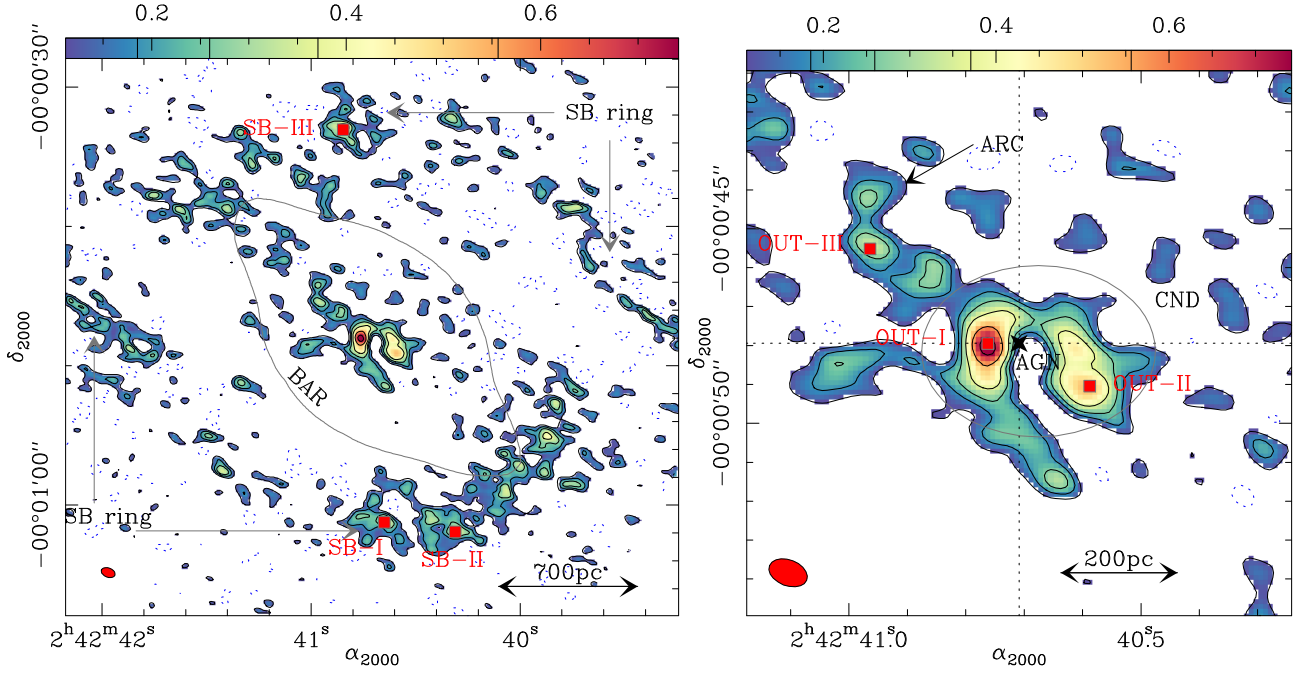 0.2 0.4 0.6
SB-III
SB ring
BAR
SB ring
SB-I
SB-II
700pc
-00°00'30''
-00°01'00''
δ2000
2h42m42s 41s 40s
α2000
0.2 0.4 0.6
ARC
OUT-III
CND
OUT-I
AGN
OUT-II
200pc
-00°00'45''
-00°00'50''
δ2000
2h42m41.0s 40.5s
α2000